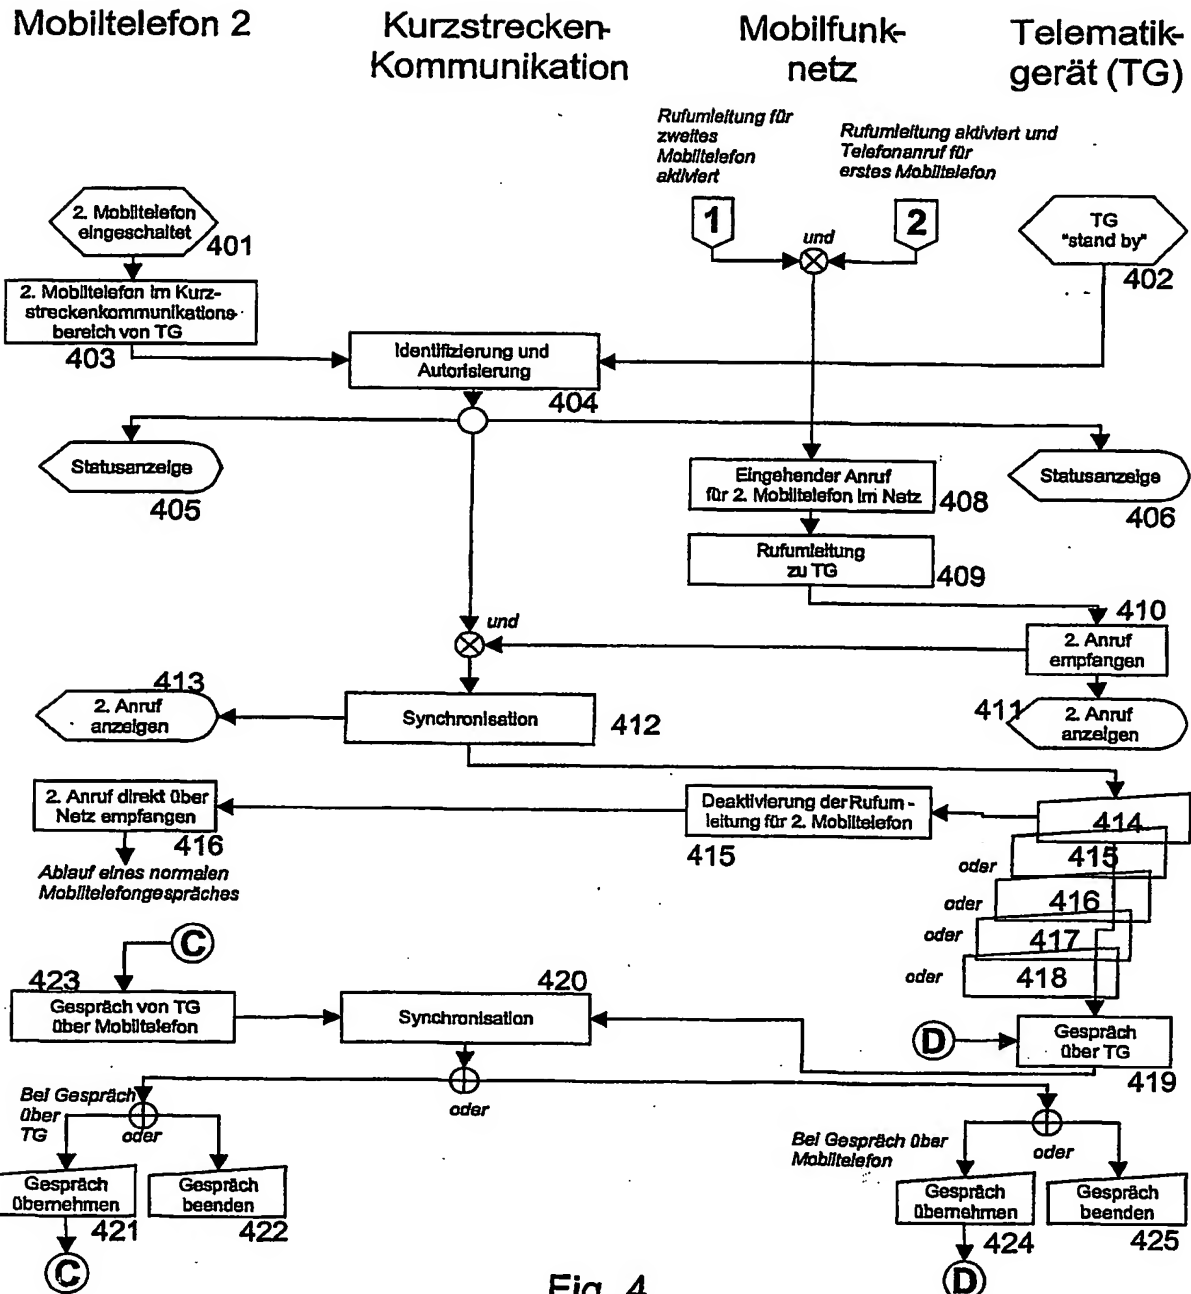 Mobiltelefon 2
Kurzstrecken-
Kommunikation
Mobilfunk-
netz
Telematik-
gerät (TG)
Rufumleitung für
zweites
Mobiltelefon
aktiviert
Rufumleitung aktiviert und
Telefonanruf für
erstes Mobiltelefon
2. Mobiltelefon
eingeschaltet
401
1
und
2
TG
"stand by"
402
2. Mobiltelefon im Kurz-
streckenkommunikations-
bereich von TG
403
Identifizierung und
Autorisierung
404
Statusanzeige
405
Eingehender Anruf
für 2. Mobiltelefon im Netz
408
Statusanzeige
406
Rufumleitung
zu TG
409
410
2. Anruf
empfangen
und
413
2. Anruf
anzeigen
Synchronisation
412
411
2. Anruf
anzeigen
2. Anruf direkt über
Netz empfangen
416
Deaktivierung der Rufum-
leitung für 2. Mobiltelefon
415
414
oder
415
oder
416
oder
417
oder
418
Ablauf eines normalen
Mobiltelefongespräches
C
423
Gespräch von TG
über Mobiltelefon
420
Synchronisation
D
Gespräch
über TG
419
oder
Bei Gespräch
über
TG
oder
Gespräch
übernehmen
421
Gespräch
beenden
422
C
Bei Gespräch über
Mobiltelefon
oder
Gespräch
übernehmen
424
Gespräch
beenden
425
D
Fig. 4